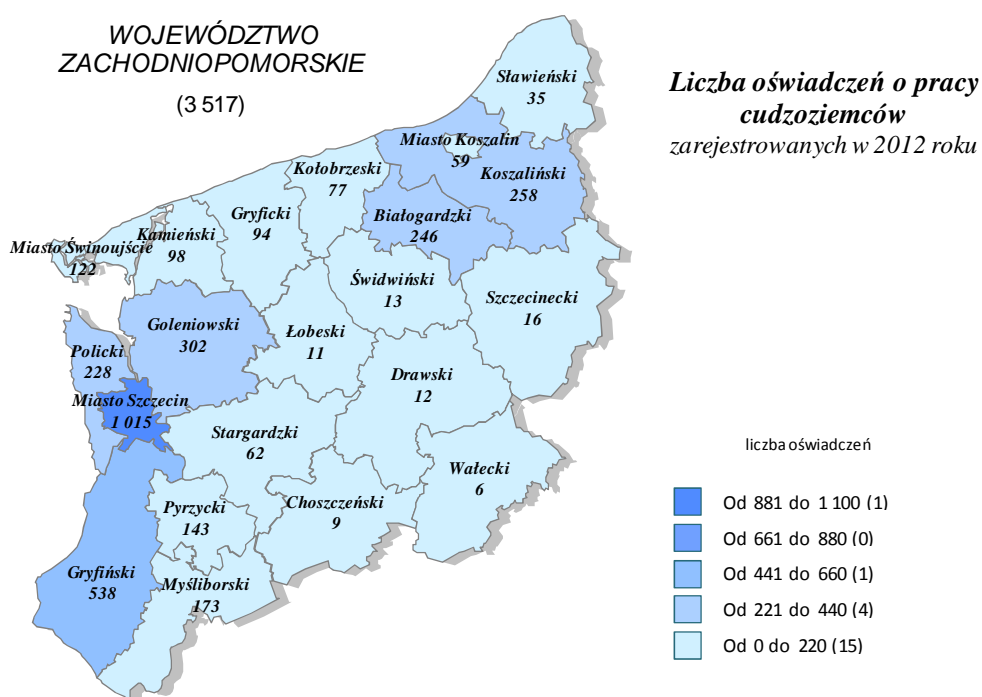 WOJEWÓDZTWO
ZACHODNIOPOMORSKIE
(3 517)
Liczba oświadczeń o pracy
cudzoziemców
zarejestrowanych w 2012 roku
Sławieński
35
Miasto Koszalin
59
Koszaliński
258
Kołobrzeski
77
Białogardzki
246
Gryficki
94
Kamieński
98
Miasto Świnoujście
122
Świdwiński
13
Szczecinecki
16
Goleniowski
302
Łobeski
11
Policki
228
Drawski
12
Miasto Szczecin
1 015
Stargardzki
62
Wałecki
6
Choszczeński
9
Pyrzycki
143
Gryfiński
538
Myśliborski
173
liczba oświadczeń
Od 881 do 1 100 (1)
Od 661 do 880 (0)
Od 441 do 660 (1)
Od 221 do 440 (4)
Od 0 do 220 (15)